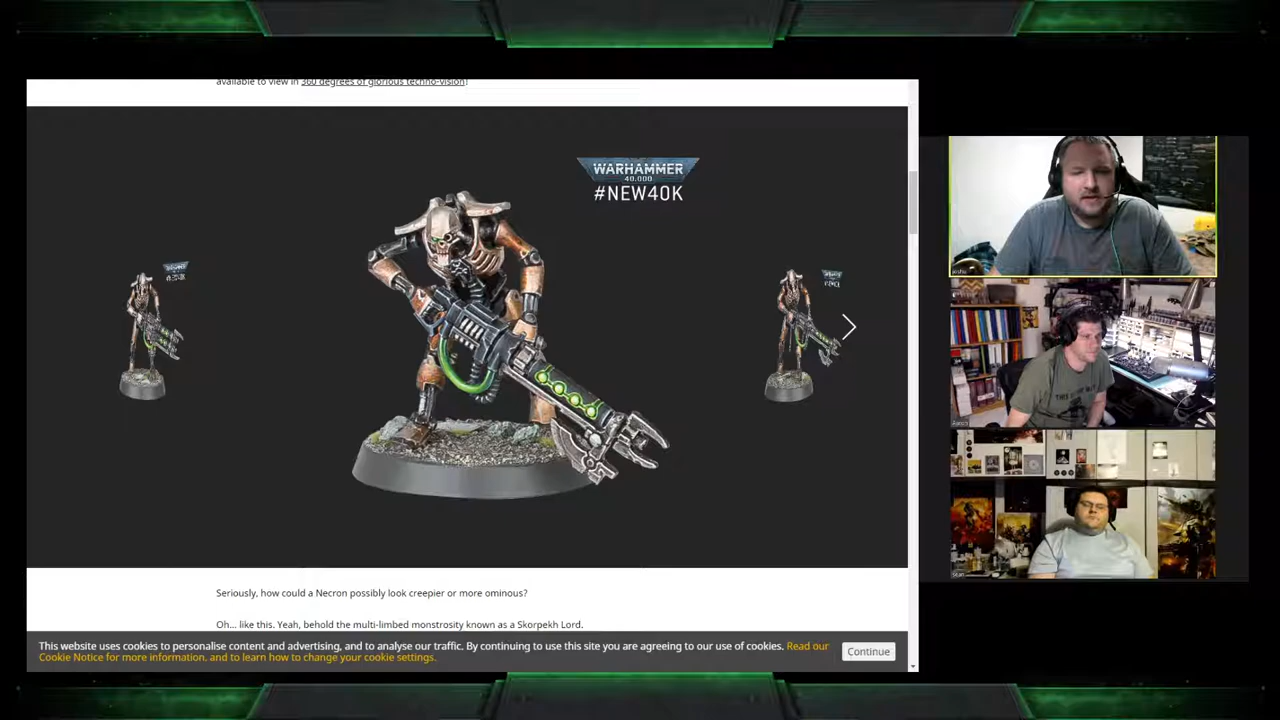 available to view in 360 degrees of glorious techno-vision!
WARHAMMER
40,000
#NEW40K
Seriously, how could a Necron possibly look creepier or more ominous?
Oh... like this. Yeah, behold the multi-limbed monstrosity known as a Skorpekh Lord.
This website uses cookies to personalise content and advertising, and to analyse our traffic. By continuing to use this site you are agreeing to our use of cookies. Read our
Cookie Notice for more information, and to learn how to change your cookie settings.
Continue